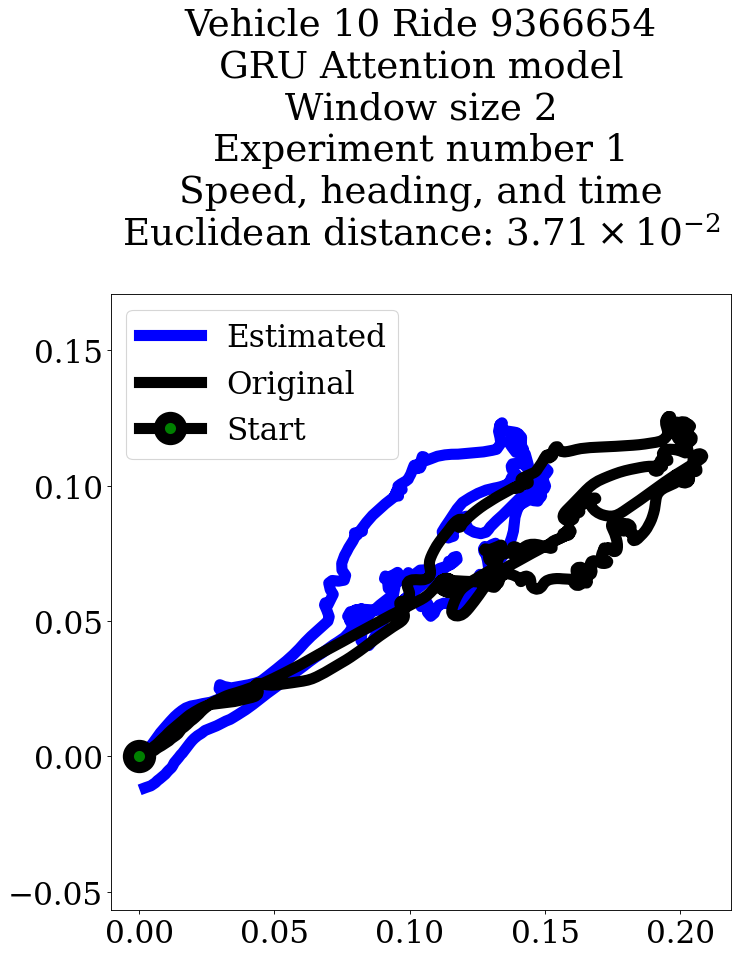 Vehicle 10 Ride 9366654
GRU Attention model
Window size 2
Experiment number 1
Speed, heading, and time
Euclidean distance: 3.71 × 10⁻²
Estimated
Original
Start
0.15
0.10
0.05
0.00
−0.05
0.00 0.05 0.10 0.15 0.20